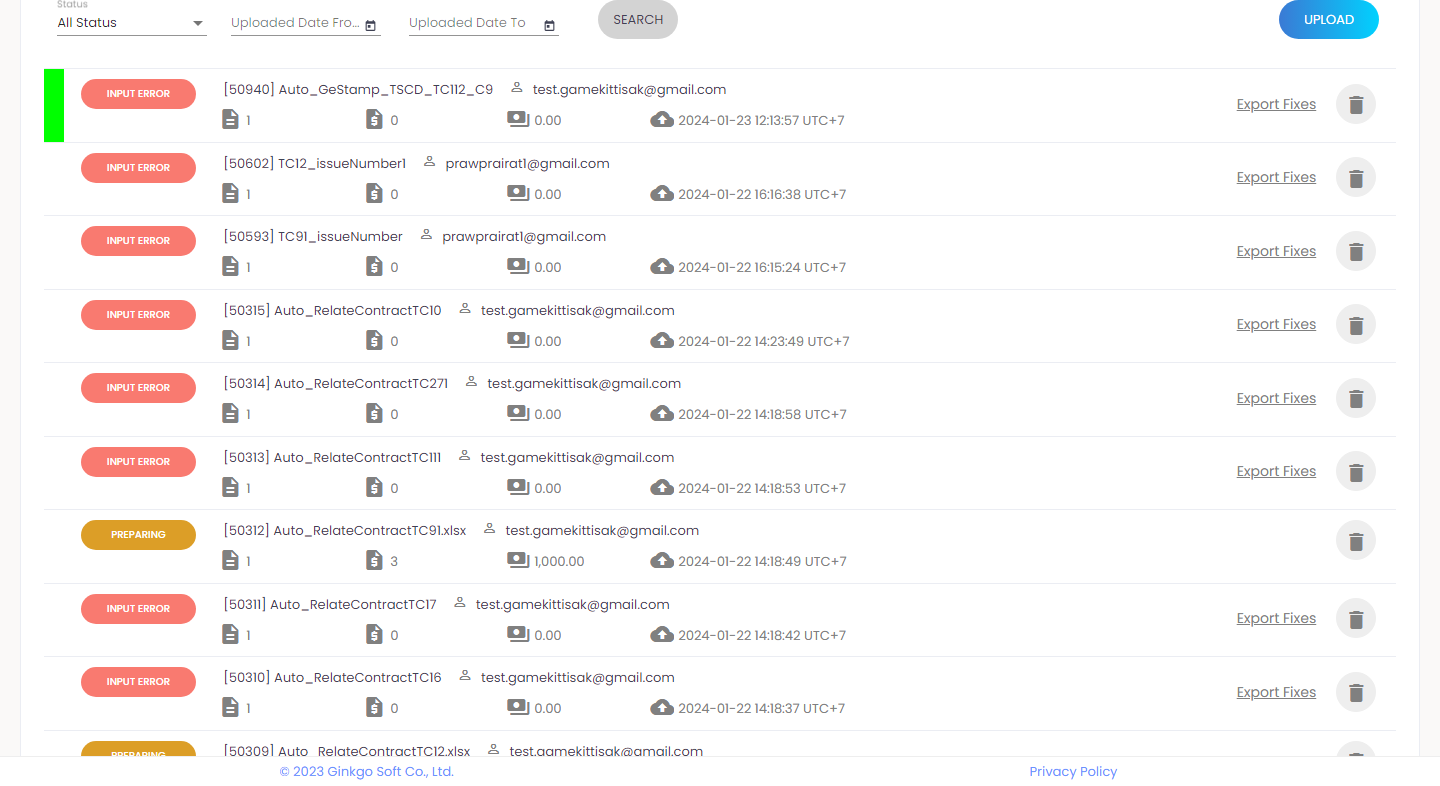 Status
All Status
Uploaded Date Fro...
Uploaded Date To
SEARCH
UPLOAD
INPUT ERROR
[50940] Auto_GeStamp_TSCD_TC112_C9 test.gamekittisak@gmail.com
1 0 0.00 2024-01-23 12:13:57 UTC+7
Export Fixes
INPUT ERROR
[50602] TC12_issueNumber1 prawprairat1@gmail.com
1 0 0.00 2024-01-22 16:16:38 UTC+7
Export Fixes
INPUT ERROR
[50593] TC91_issueNumber prawprairat1@gmail.com
1 0 0.00 2024-01-22 16:15:24 UTC+7
Export Fixes
INPUT ERROR
[50315] Auto_RelateContractTC10 test.gamekittisak@gmail.com
1 0 0.00 2024-01-22 14:23:49 UTC+7
Export Fixes
INPUT ERROR
[50314] Auto_RelateContractTC271 test.gamekittisak@gmail.com
1 0 0.00 2024-01-22 14:18:58 UTC+7
Export Fixes
INPUT ERROR
[50313] Auto_RelateContractTC111 test.gamekittisak@gmail.com
1 0 0.00 2024-01-22 14:18:53 UTC+7
Export Fixes
PREPARING
[50312] Auto_RelateContractTC91.xlsx test.gamekittisak@gmail.com
1 3 1,000.00 2024-01-22 14:18:49 UTC+7
INPUT ERROR
[50311] Auto_RelateContractTC17 test.gamekittisak@gmail.com
1 0 0.00 2024-01-22 14:18:42 UTC+7
Export Fixes
INPUT ERROR
[50310] Auto_RelateContractTC16 test.gamekittisak@gmail.com
1 0 0.00 2024-01-22 14:18:37 UTC+7
Export Fixes
PREPARING
[50309] Auto_RelateContractTC12.xlsx test.gamekittisak@gmail.com
© 2023 Ginkgo Soft Co., Ltd.
Privacy Policy